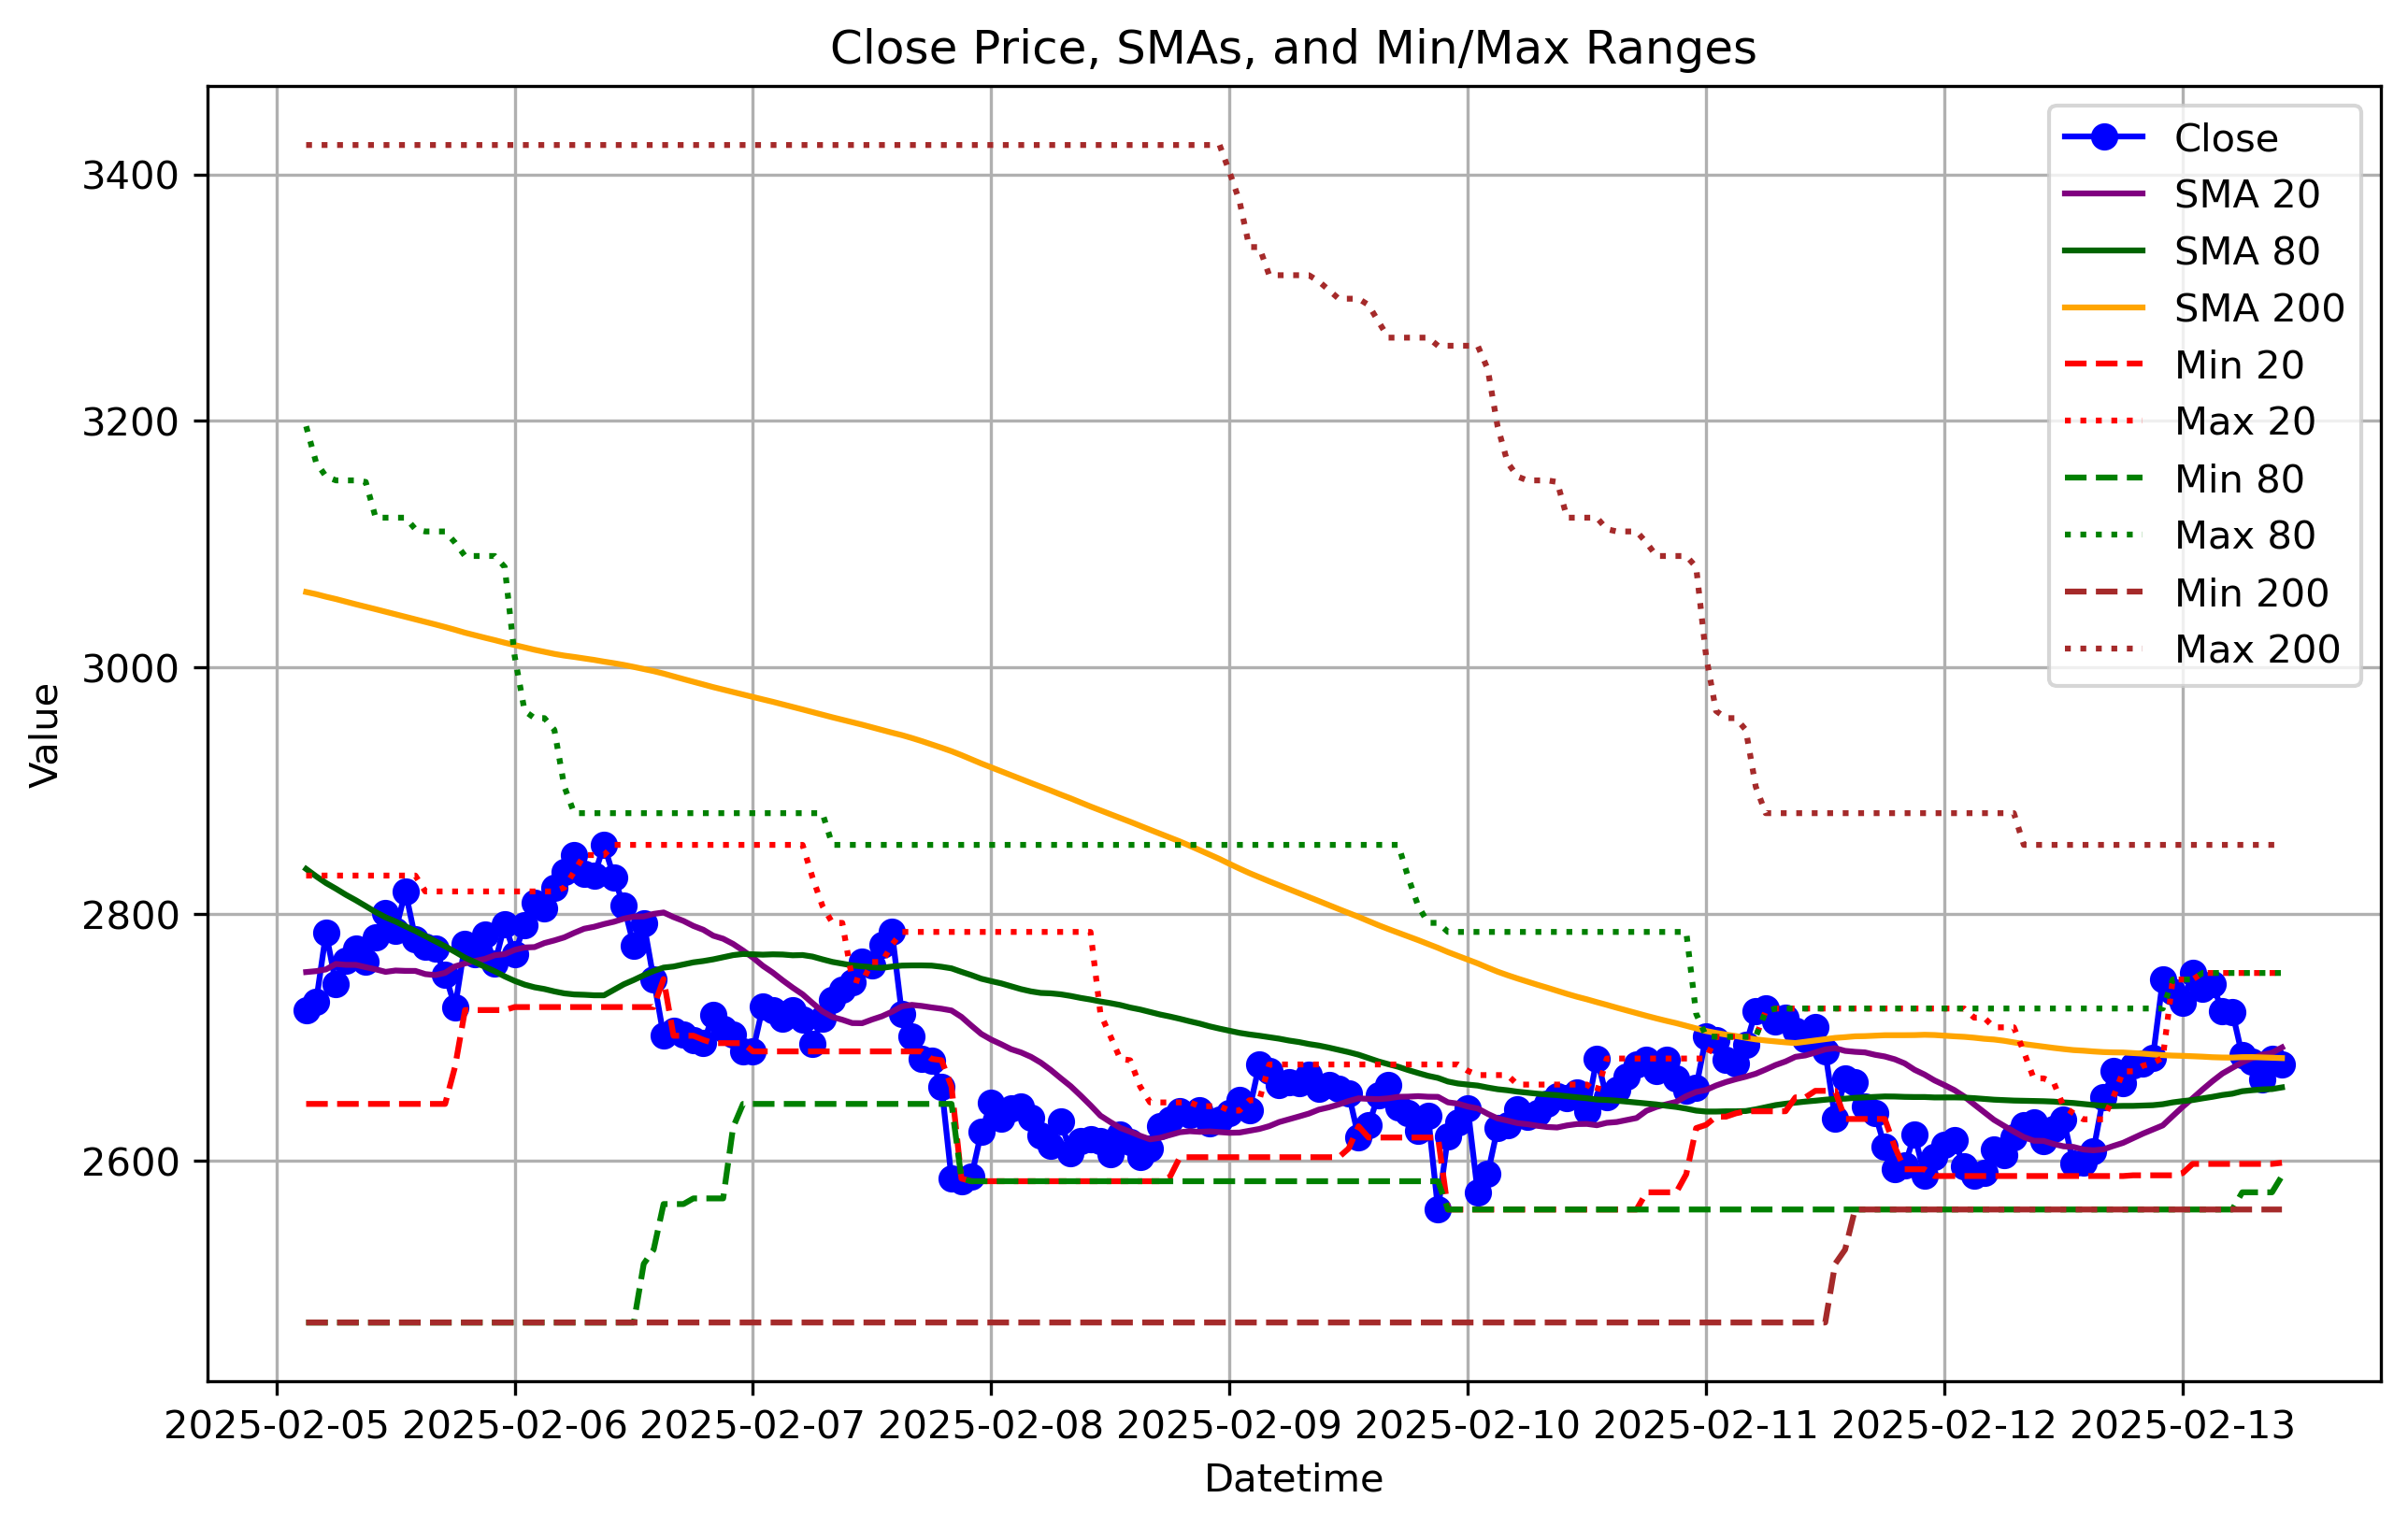 Close Price, SMAs, and Min/Max Ranges
Value
3400
3200
3000
2800
2600
Close
SMA 20
SMA 80
SMA 200
Min 20
Max 20
Min 80
Max 80
Min 200
Max 200
2025-02-05 2025-02-06 2025-02-07 2025-02-08 2025-02-09 2025-02-10 2025-02-11 2025-02-12 2025-02-13
Datetime